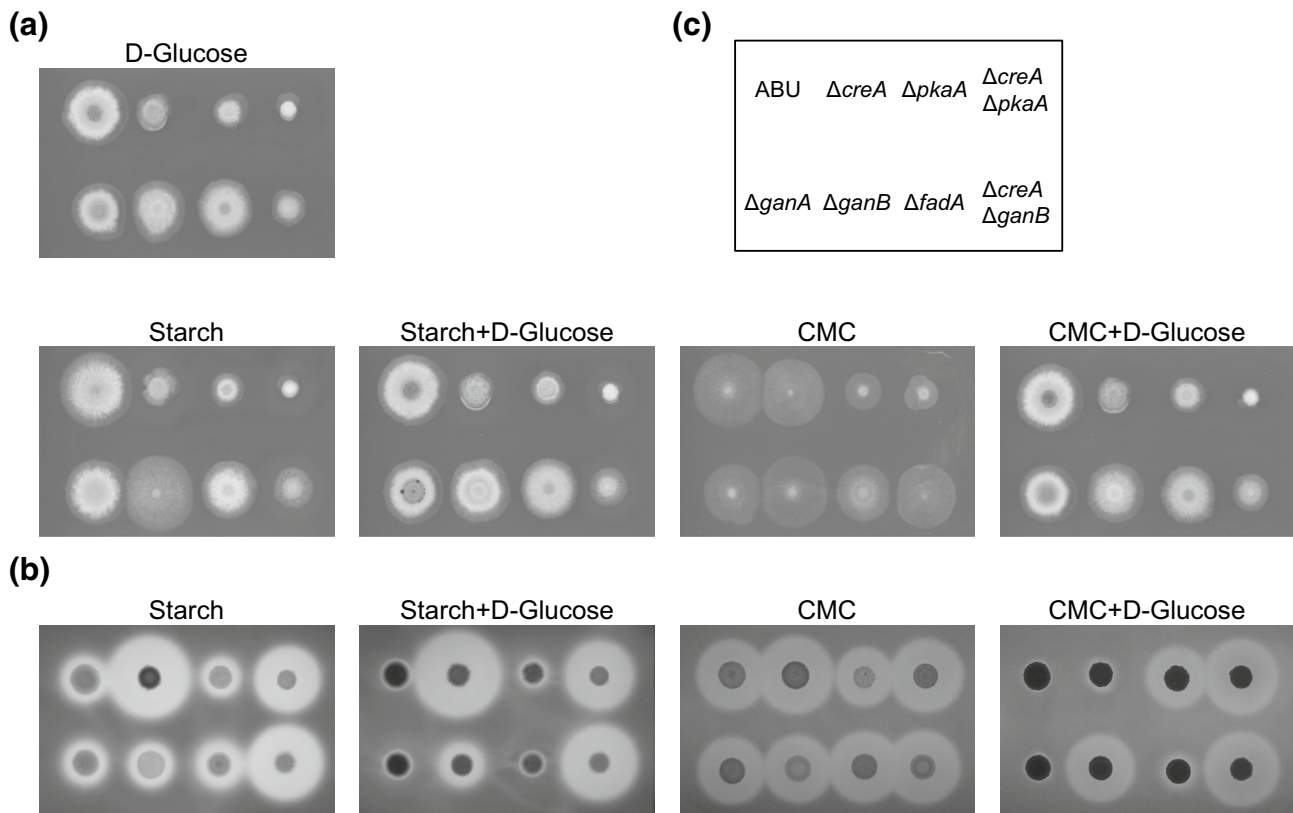 (a)
D-Glucose
(c)
ABU ΔcreA ΔpkaA ΔcreA
ΔpkaA
ΔganA ΔganB ΔfadA ΔcreA
ΔganB
Starch
Starch+D-Glucose
CMC
CMC+D-Glucose
(b)
Starch
Starch+D-Glucose
CMC
CMC+D-Glucose